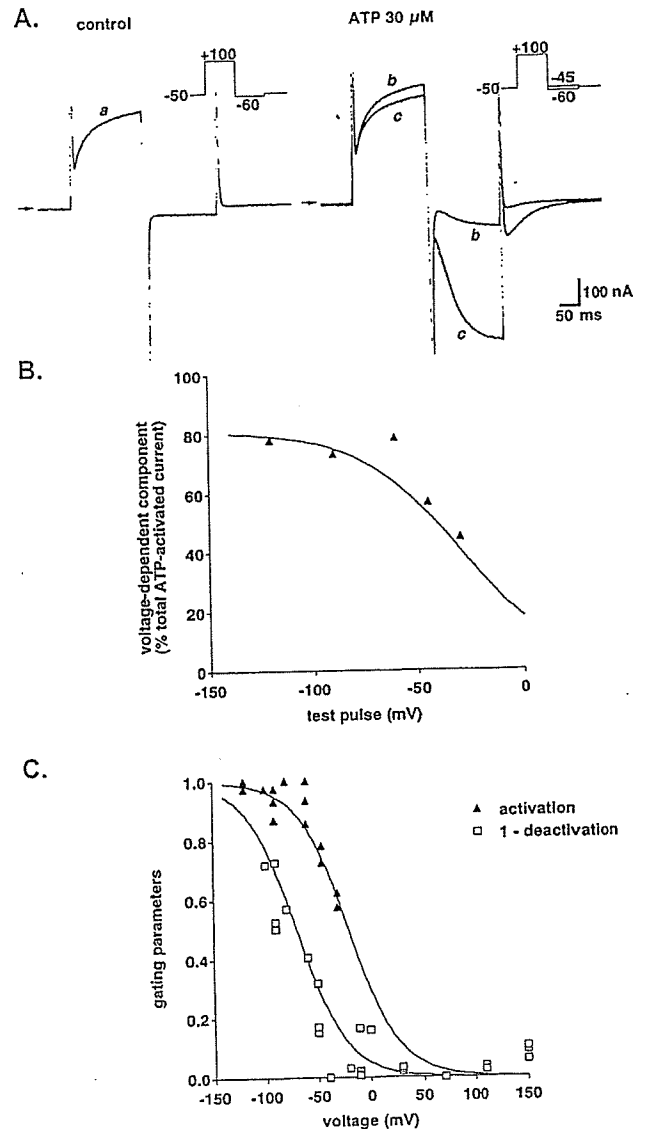 A.
control
ATP 30 µM
+100
-50
-60
a
+100
-50
-45
-60
b
c
b
c
100 nA
50 ms
B.
voltage-dependent component
(% total ATP-activated current)
100
80
60
40
20
0
-150
-100
-50
0
test pulse (mV)
C.
gating parameters
1.0
0.8
0.6
0.4
0.2
0.0
-150
-100
-50
0
50
100
150
voltage (mV)
activation
1 - deactivation